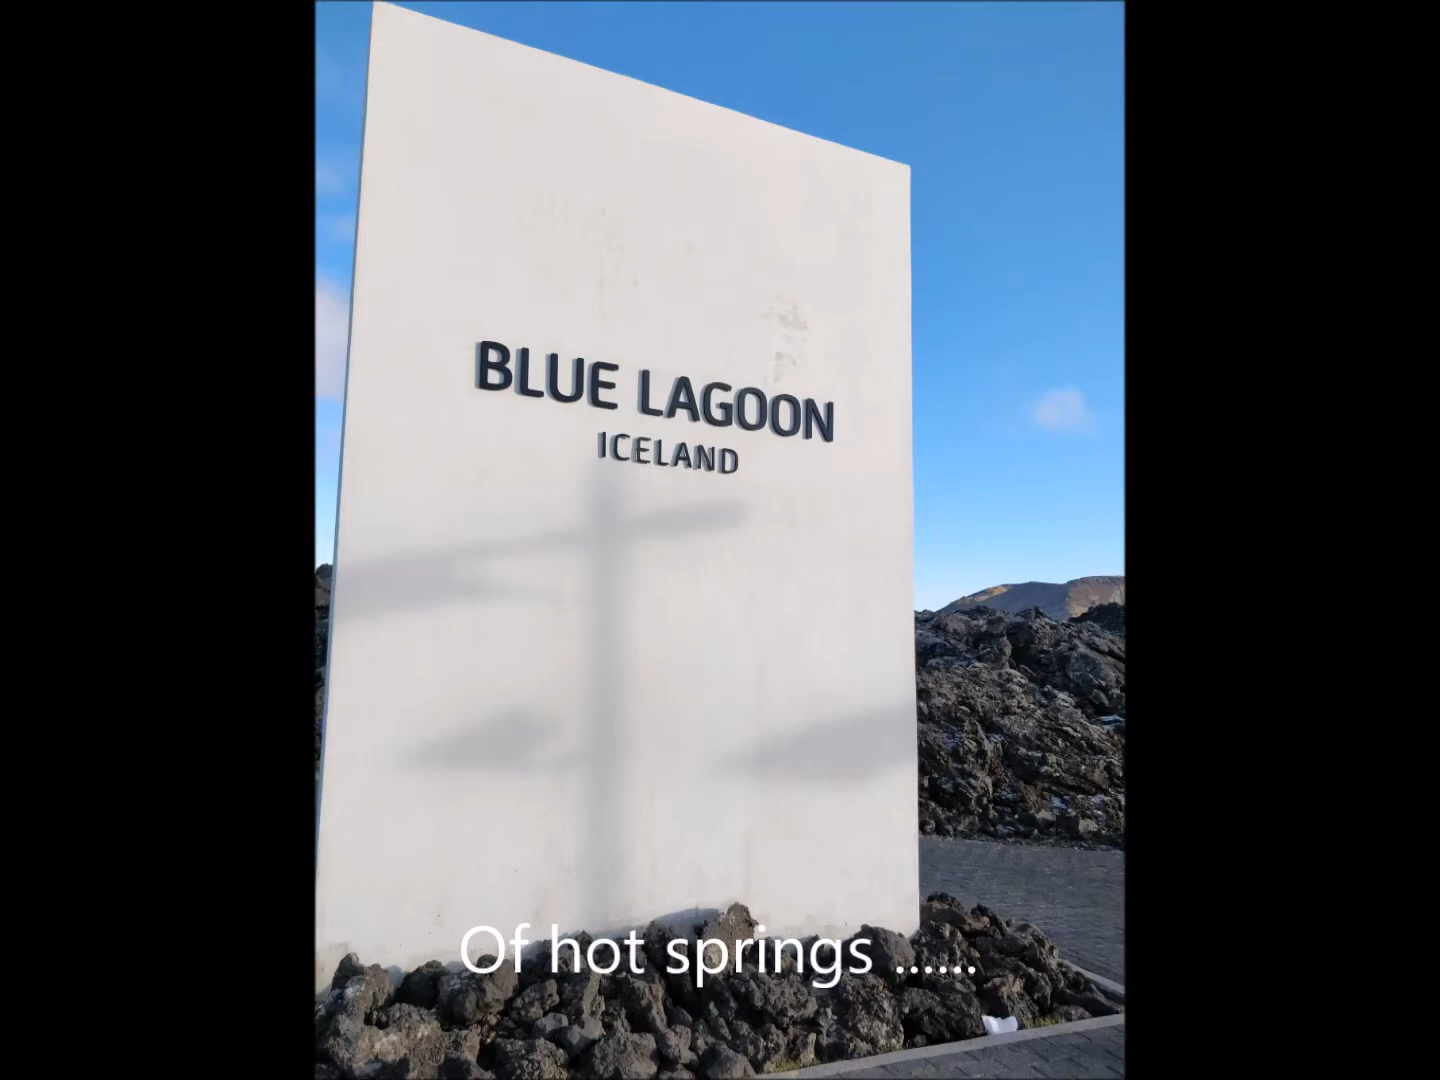 BLUE LAGOON
ICELAND
Of hot springs ......